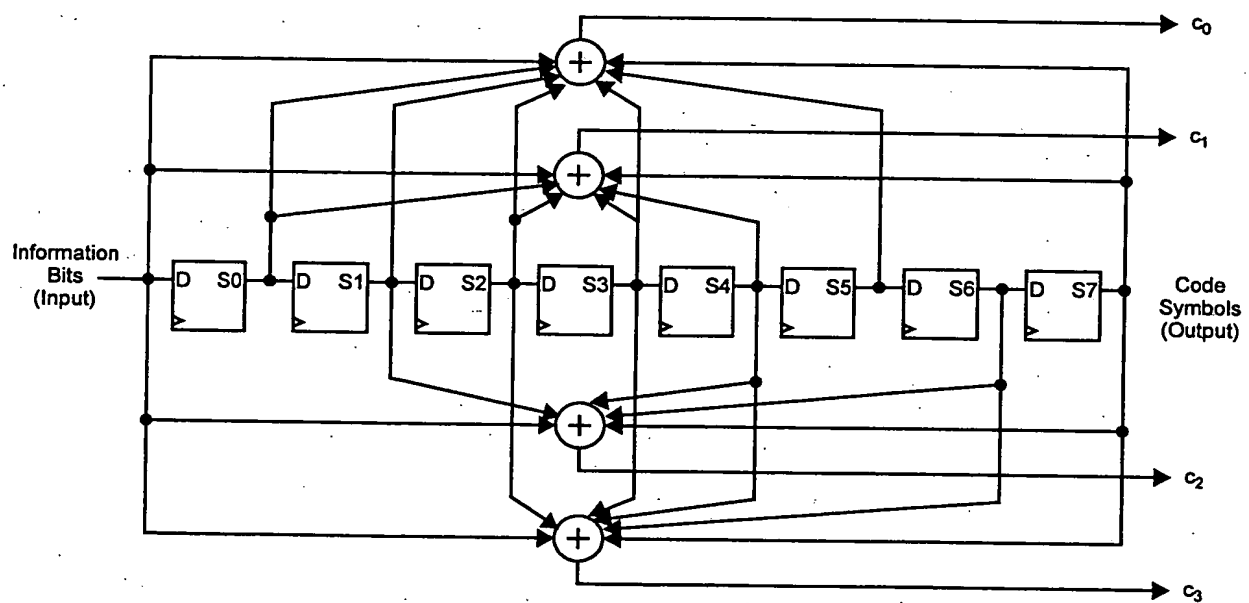 c0
c1
Information
Bits
(Input)
D S0
D S1
D S2
D S3
D S4
D S5
D S6
D S7
Code
Symbols
(Output)
c2
c3